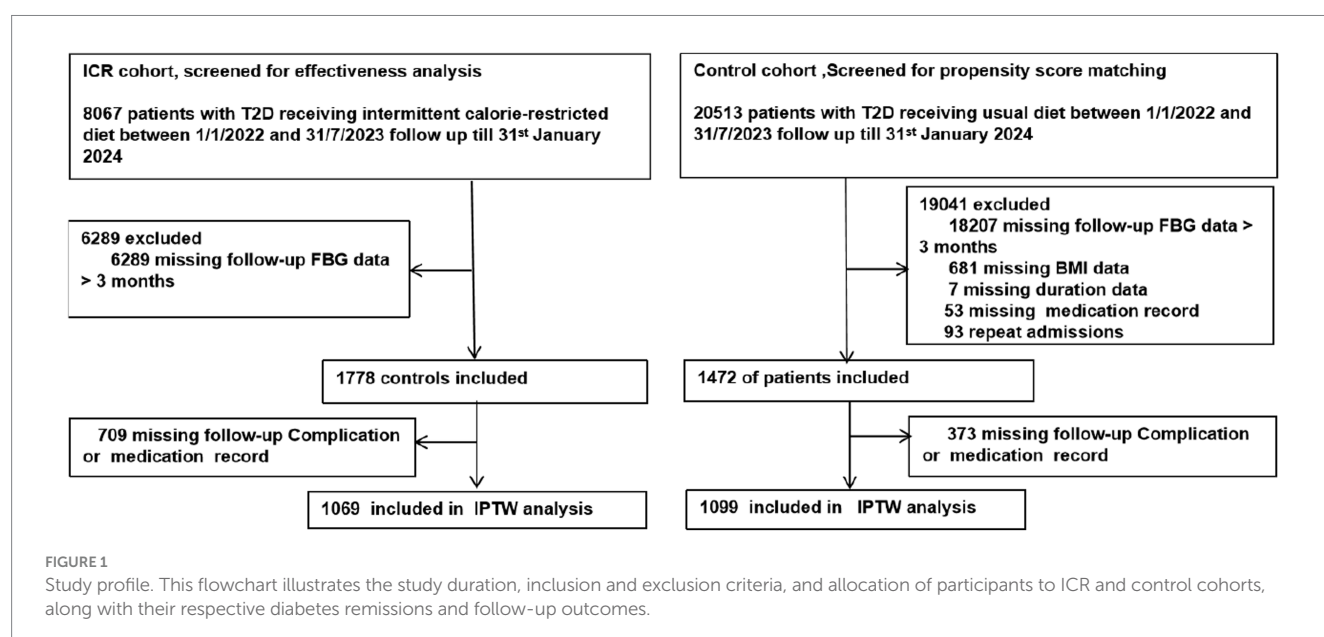 ICR cohort, screened for effectiveness analysis
8067 patients with T2D receiving intermittent calorie-restricted
diet between 1/1/2022 and 31/7/2023 follow up till 31st January
2024
6289 excluded
6289 missing follow-up FBG data
> 3 months
1778 controls included
709 missing follow-up Complication
or medication record
1069 included in IPTW analysis
Control cohort ,Screened for propensity score matching
20513 patients with T2D receiving usual diet between 1/1/2022 and
31/7/2023 follow up till 31st January 2024
19041 excluded
18207 missing follow-up FBG data >
3 months
681 missing BMI data
7 missing duration data
53 missing medication record
93 repeat admissions
1472 of patients included
373 missing follow-up Complication
or medication record
1099 included in IPTW analysis
FIGURE 1
Study profile. This flowchart illustrates the study duration, inclusion and exclusion criteria, and allocation of participants to ICR and control cohorts,
along with their respective diabetes remissions and follow-up outcomes.